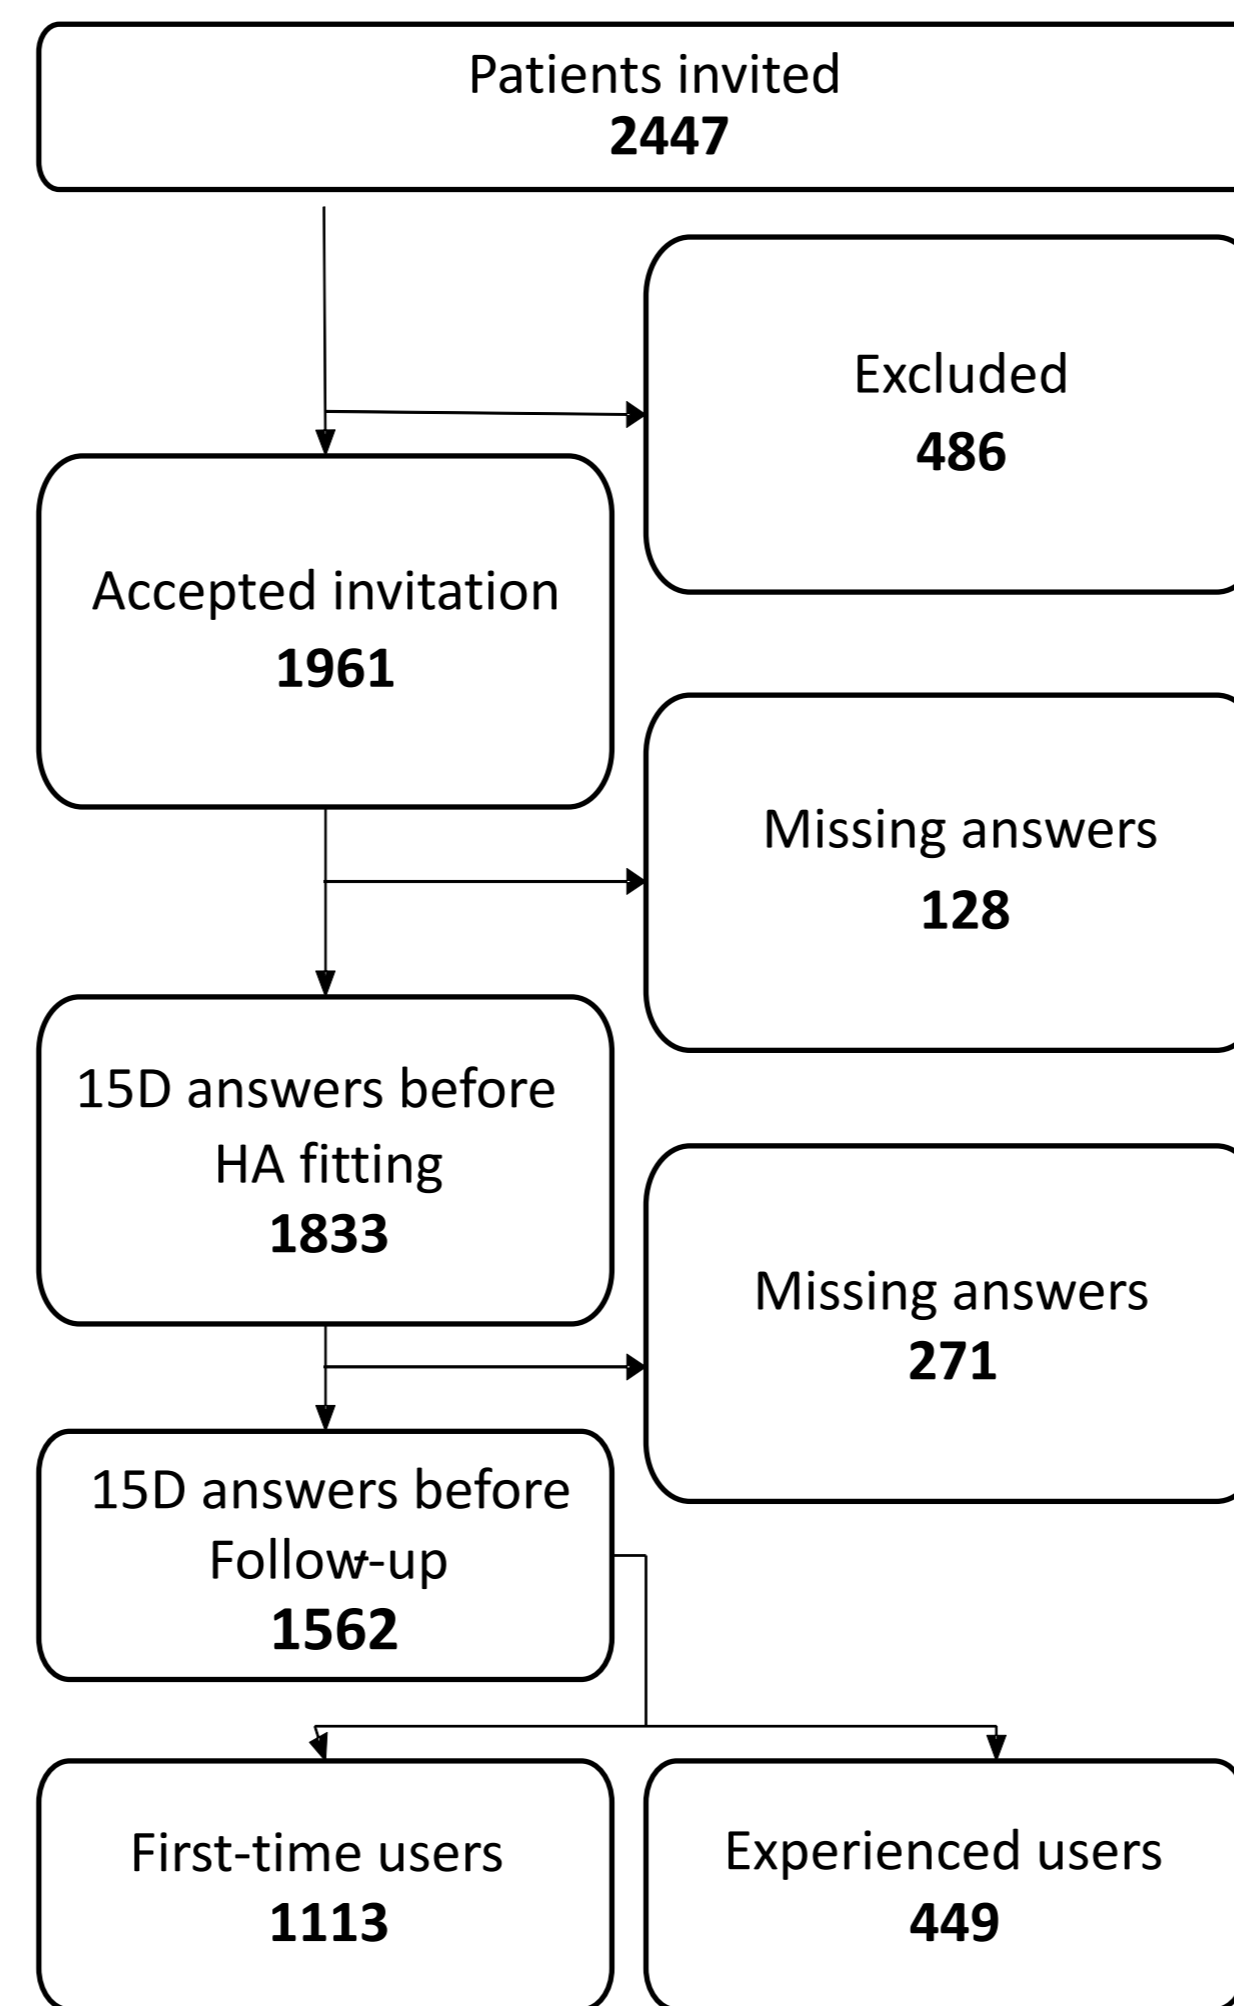 Patients invited
2447
Excluded
486
Accepted invitation
1961
Missing answers
128
15D answers before
HA fitting
1833
Missing answers
271
15D answers before
Follow-up
1562
First-time users
1113
Experienced users
449